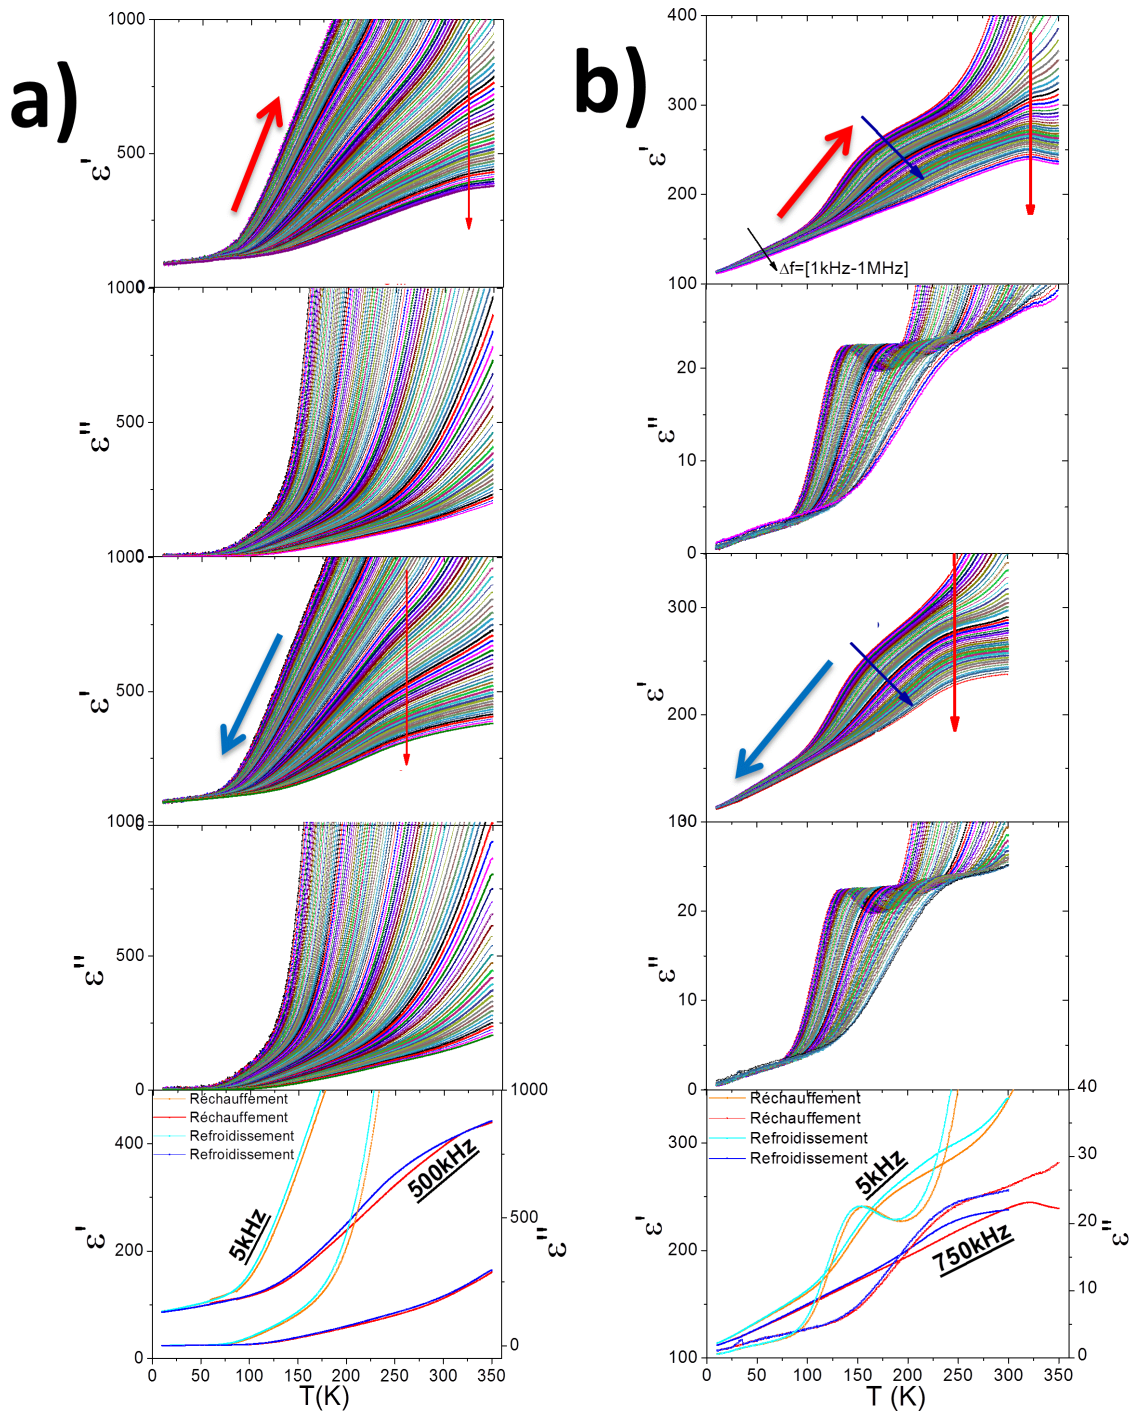 a)
1000
500
0
ε'
1000
500
ε''
1000
500
0
ε'
1000
500
0
ε''
Réchauffement
Réchauffement
Refroidissement
Refroidissement
5kHz
500kHz
400
300
200
100
0
ε'
1000
500
0
ε''
0 50 100 150 200 250 300 350
T(K)
b)
400
300
200
100
ε'
Δf=[1kHz-1MHz]
20
10
0
ε''
300
200
ε'
20
10
0
ε''
Réchauffement
Réchauffement
Refroidissement
Refroidissement
5kHz
750kHz
300
200
100
ε'
40
30
20
10
0
ε''
0 50 100 150 200 250 300 350
T (K)